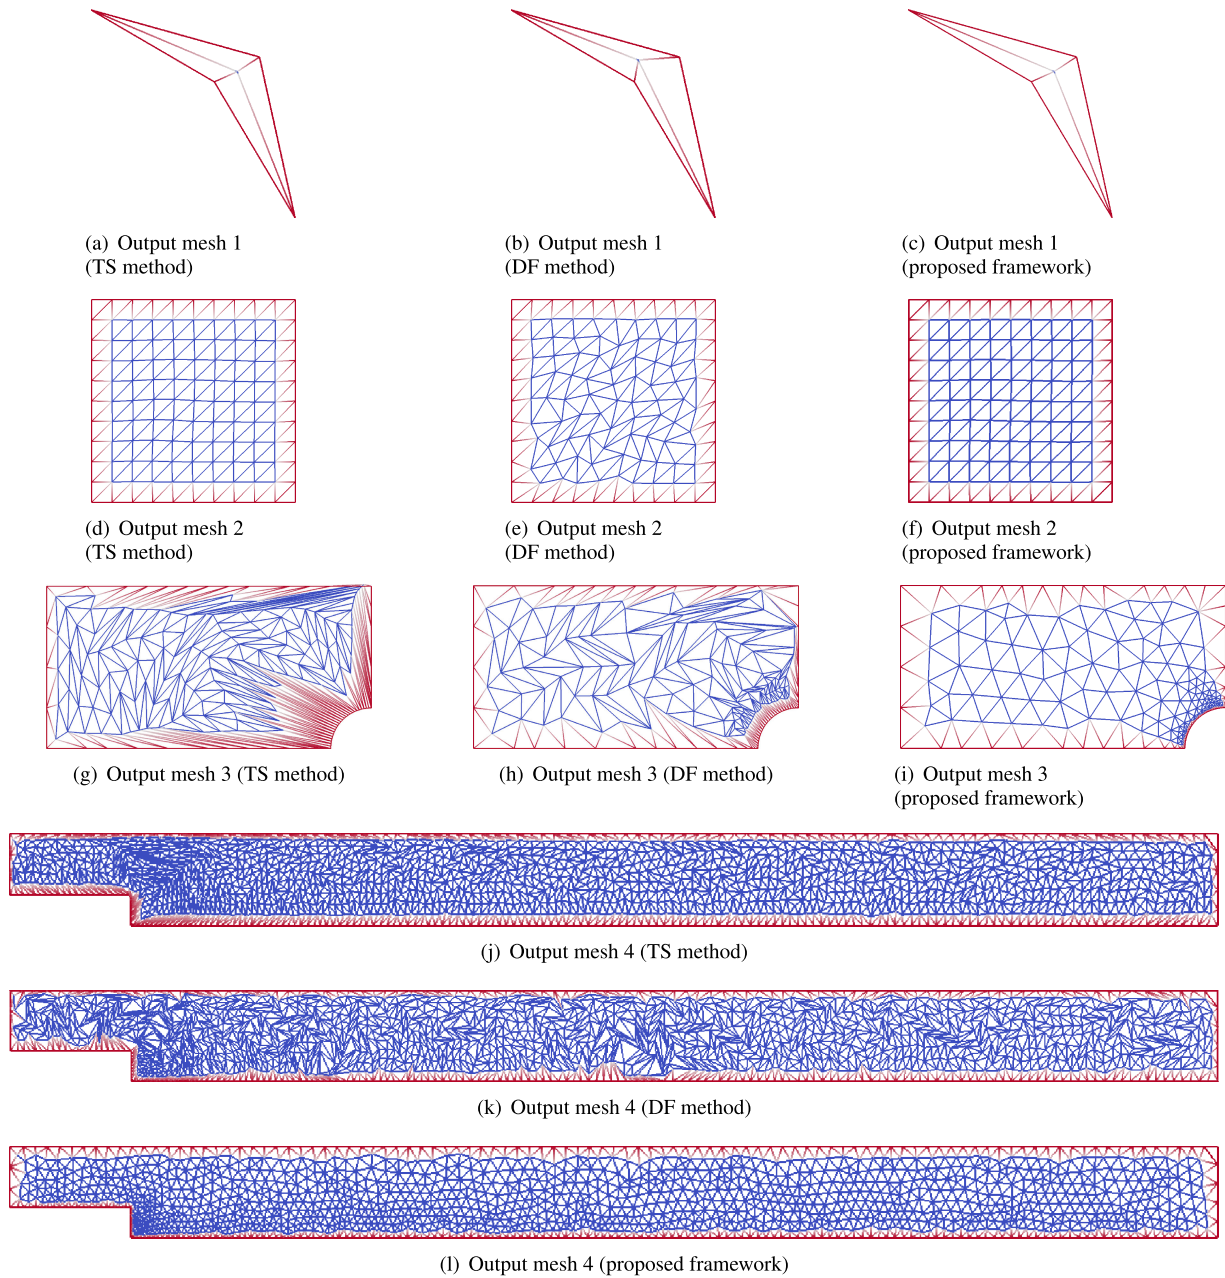 (a) Output mesh 1
(TS method)
(b) Output mesh 1
(DF method)
(c) Output mesh 1
(proposed framework)
(d) Output mesh 2
(TS method)
(e) Output mesh 2
(DF method)
(f) Output mesh 2
(proposed framework)
(g) Output mesh 3 (TS method)
(h) Output mesh 3 (DF method)
(i) Output mesh 3
(proposed framework)
(j) Output mesh 4 (TS method)
(k) Output mesh 4 (DF method)
(l) Output mesh 4 (proposed framework)